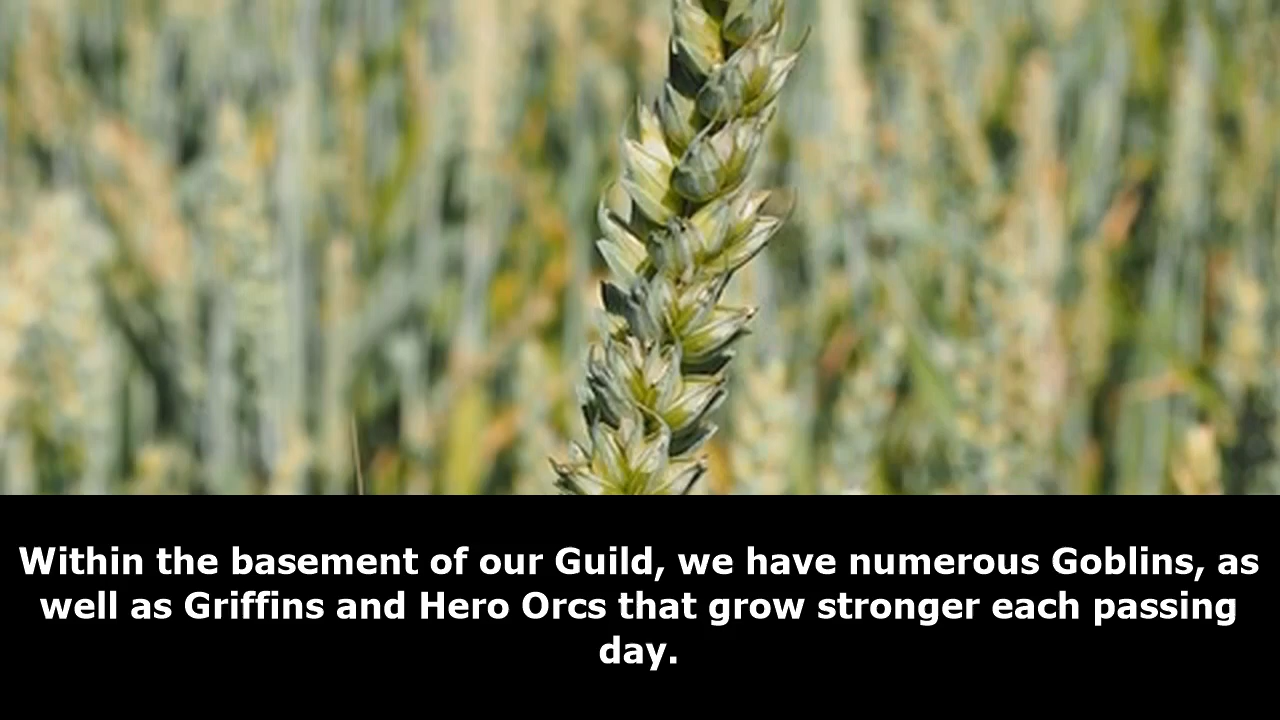 Within the basement of our Guild, we have numerous Goblins, as
well as Griffins and Hero Orcs that grow stronger each passing
day.